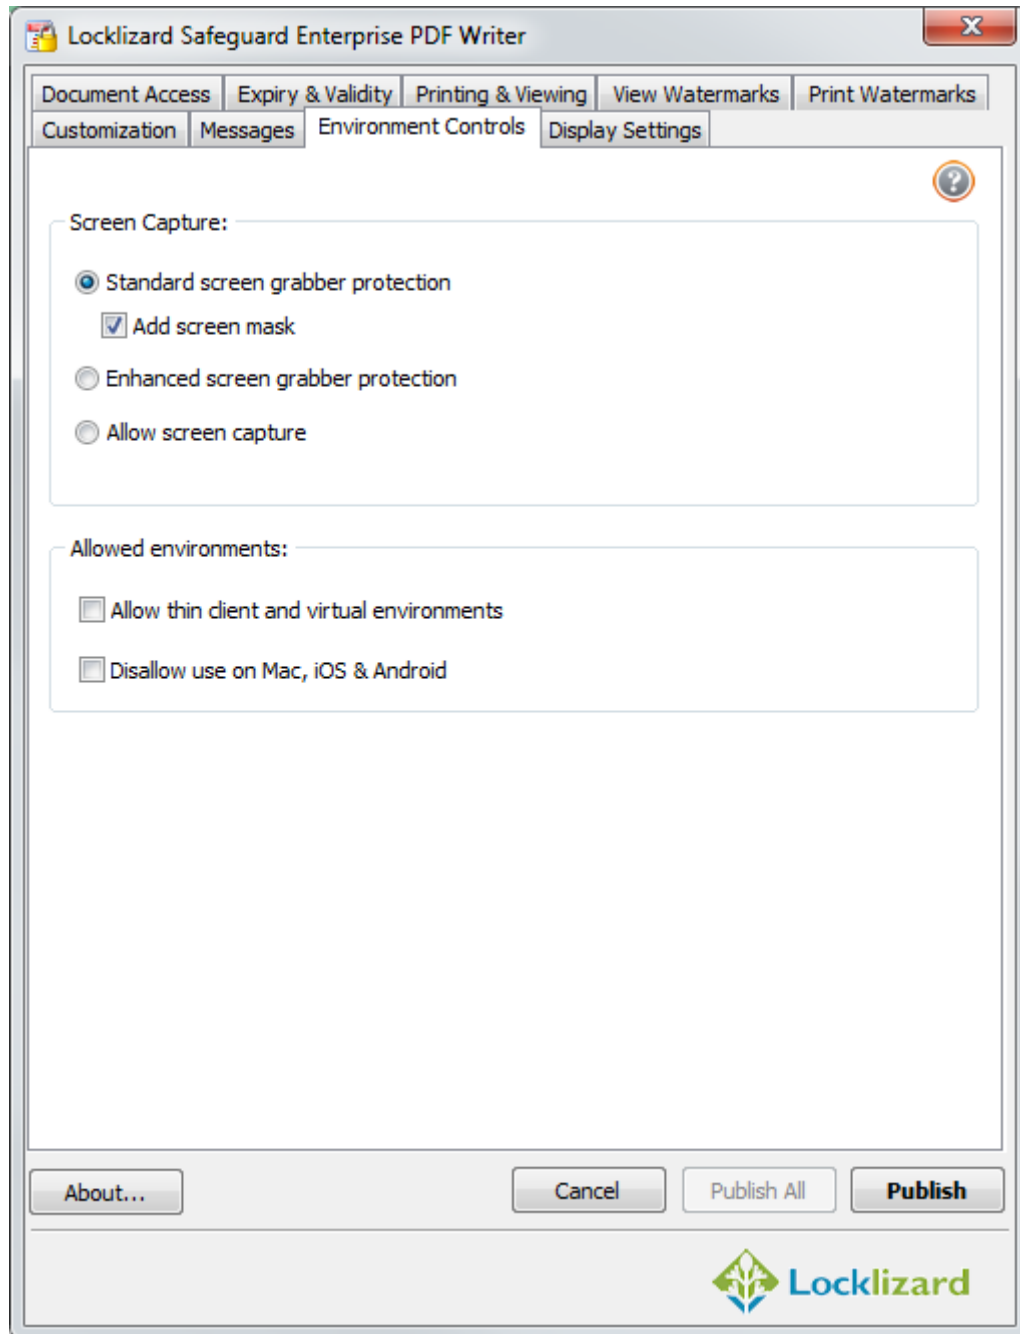 Locklizard Safeguard Enterprise PDF Writer
Document Access Expiry & Validity Printing & Viewing View Watermarks Print Watermarks
Customization Messages Environment Controls Display Settings
?
Screen Capture:
Standard screen grabber protection
Add screen mask
Enhanced screen grabber protection
Allow screen capture
Allowed environments:
Allow thin client and virtual environments
Disallow use on Mac, iOS & Android
About... Cancel Publish All Publish
Locklizard